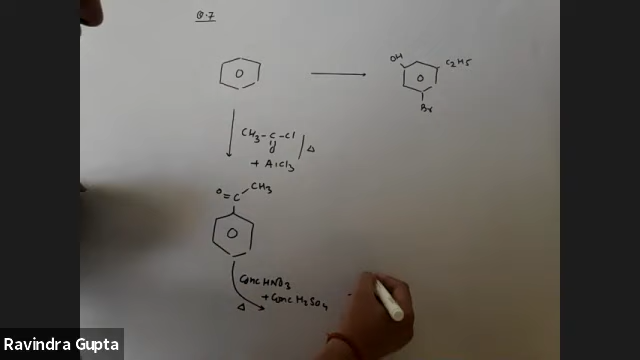 Q.7
OH
C2H5
Br
CH3-C-Cl
O
+ AlCl3
Δ
O=C
CH3
Conc HNO3
+ Conc H2SO4
Δ
Ravindra Gupta